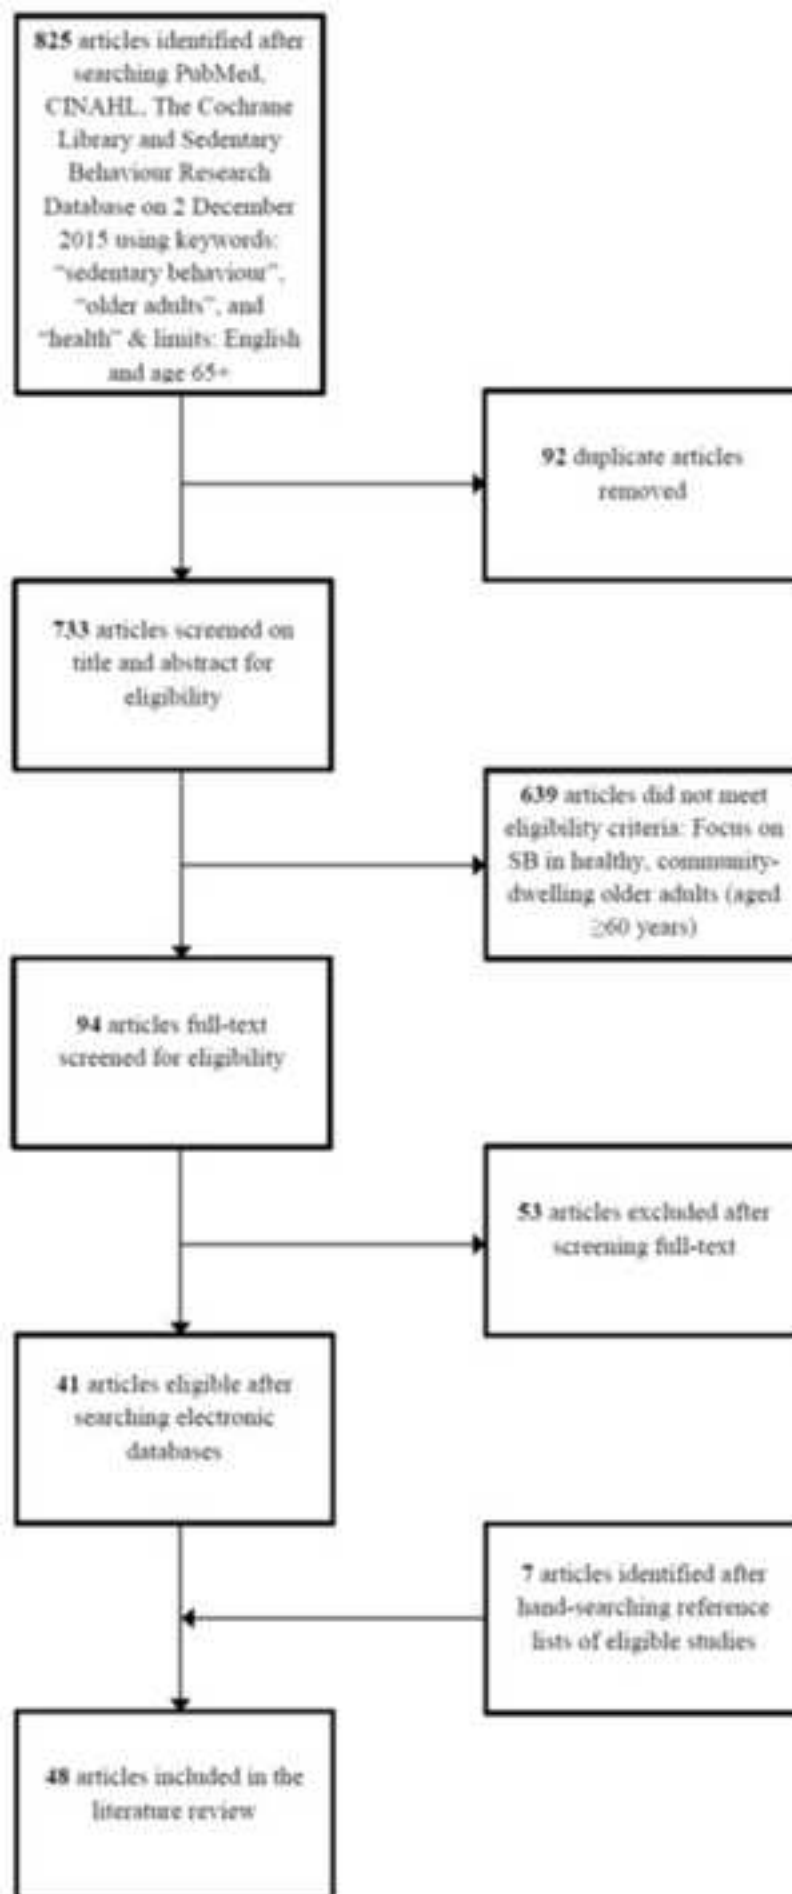 825 articles identified after
searching PubMed,
CINAHL, The Cochrane
Library and Sedentary
Behaviour Research
Database on 2 December
2015 using keywords:
“sedentary behaviour”,
“older adults”, and
“health” & limits: English
and age 65+
92 duplicate articles
removed
733 articles screened on
title and abstract for
eligibility
639 articles did not meet
eligibility criteria: Focus on
SB in healthy, community-
dwelling older adults (aged
≥60 years)
94 articles full-text
screened for eligibility
53 articles excluded after
screening full-text
41 articles eligible after
searching electronic
databases
7 articles identified after
hand-searching reference
lists of eligible studies
48 articles included in the
literature review